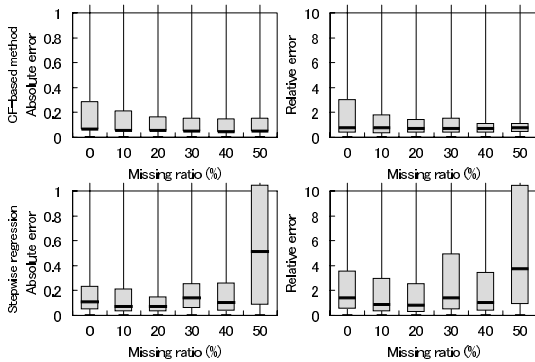 CF-based method
Absolute error
1
0.8
0.6
0.4
0.2
0
0 10 20 30 40 50
Missing ratio (%)
Relative error
10
8
6
4
2
0
0 10 20 30 40 50
Missing ratio (%)
Stepwise regression
Absolute error
1
0.8
0.6
0.4
0.2
0
0 10 20 30 40 50
Missing ratio (%)
Relative error
10
8
6
4
2
0
0 10 20 30 40 50
Missing ratio (%)